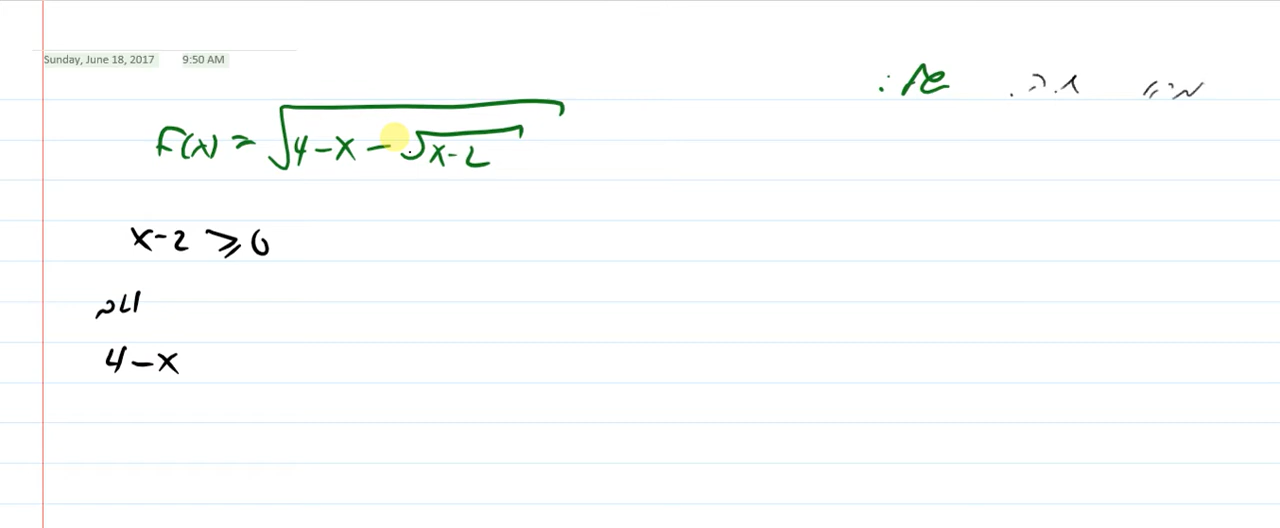 Sunday, June 18, 2017 9:50 AM
F(x) = √(4-x-√(x-2))
x-2 ⩾ 0
וגם
4-x